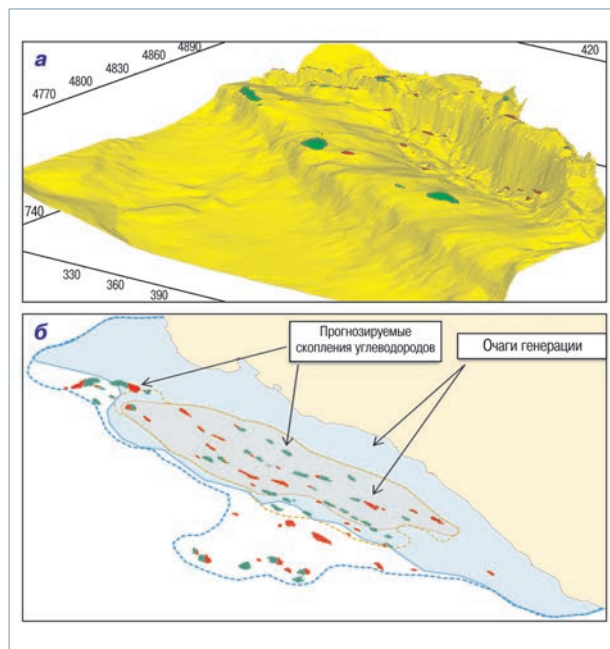 а
4890
4860
4830
4800
4770
420
740
330
360
390
б
Прогнозируемые
скопления углеводородов
Очаги генерации